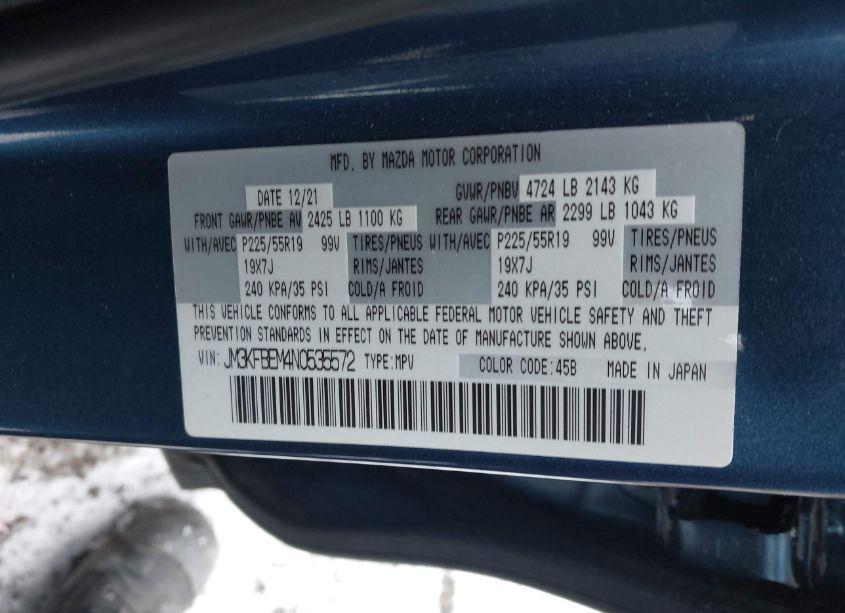 MFD. BY MAZDA MOTOR CORPORATION
DATE 12/21 GVWR/PNBV 4724 LB 2143 KG
FRONT GAWR/PNBE AV 2425 LB 1100 KG REAR GAWR/PNBE AR 2299 LB 1043 KG
WITH/AVEC P225/55R19 99V TIRES/PNEUS WITH/AVEC P225/55R19 99V TIRES/PNEUS
19X7J RIMS/JANTES 19X7J RIMS/JANTES
240 KPA/35 PSI COLD/A FROID 240 KPA/35 PSI COLD/A FROID
THIS VEHICLE CONFORMS TO ALL APPLICABLE FEDERAL MOTOR VEHICLE SAFETY AND THEFT
PREVENTION STANDARDS IN EFFECT ON THE DATE OF MANUFACTURE SHOWN ABOVE.
VIN: JM3KFBEM4N0535572 TYPE:MPV COLOR CODE:45B MADE IN JAPAN